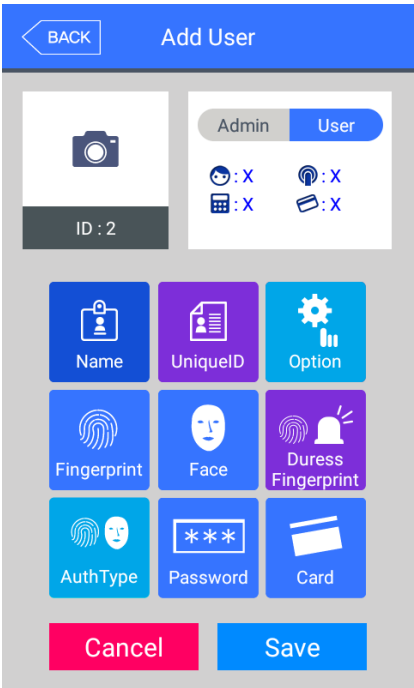 BACK
Add User
Admin User
: X : X
: X : X
ID : 2
Name UniqueID Option
Fingerprint Face Duress
Fingerprint
***
AuthType Password Card
Cancel Save